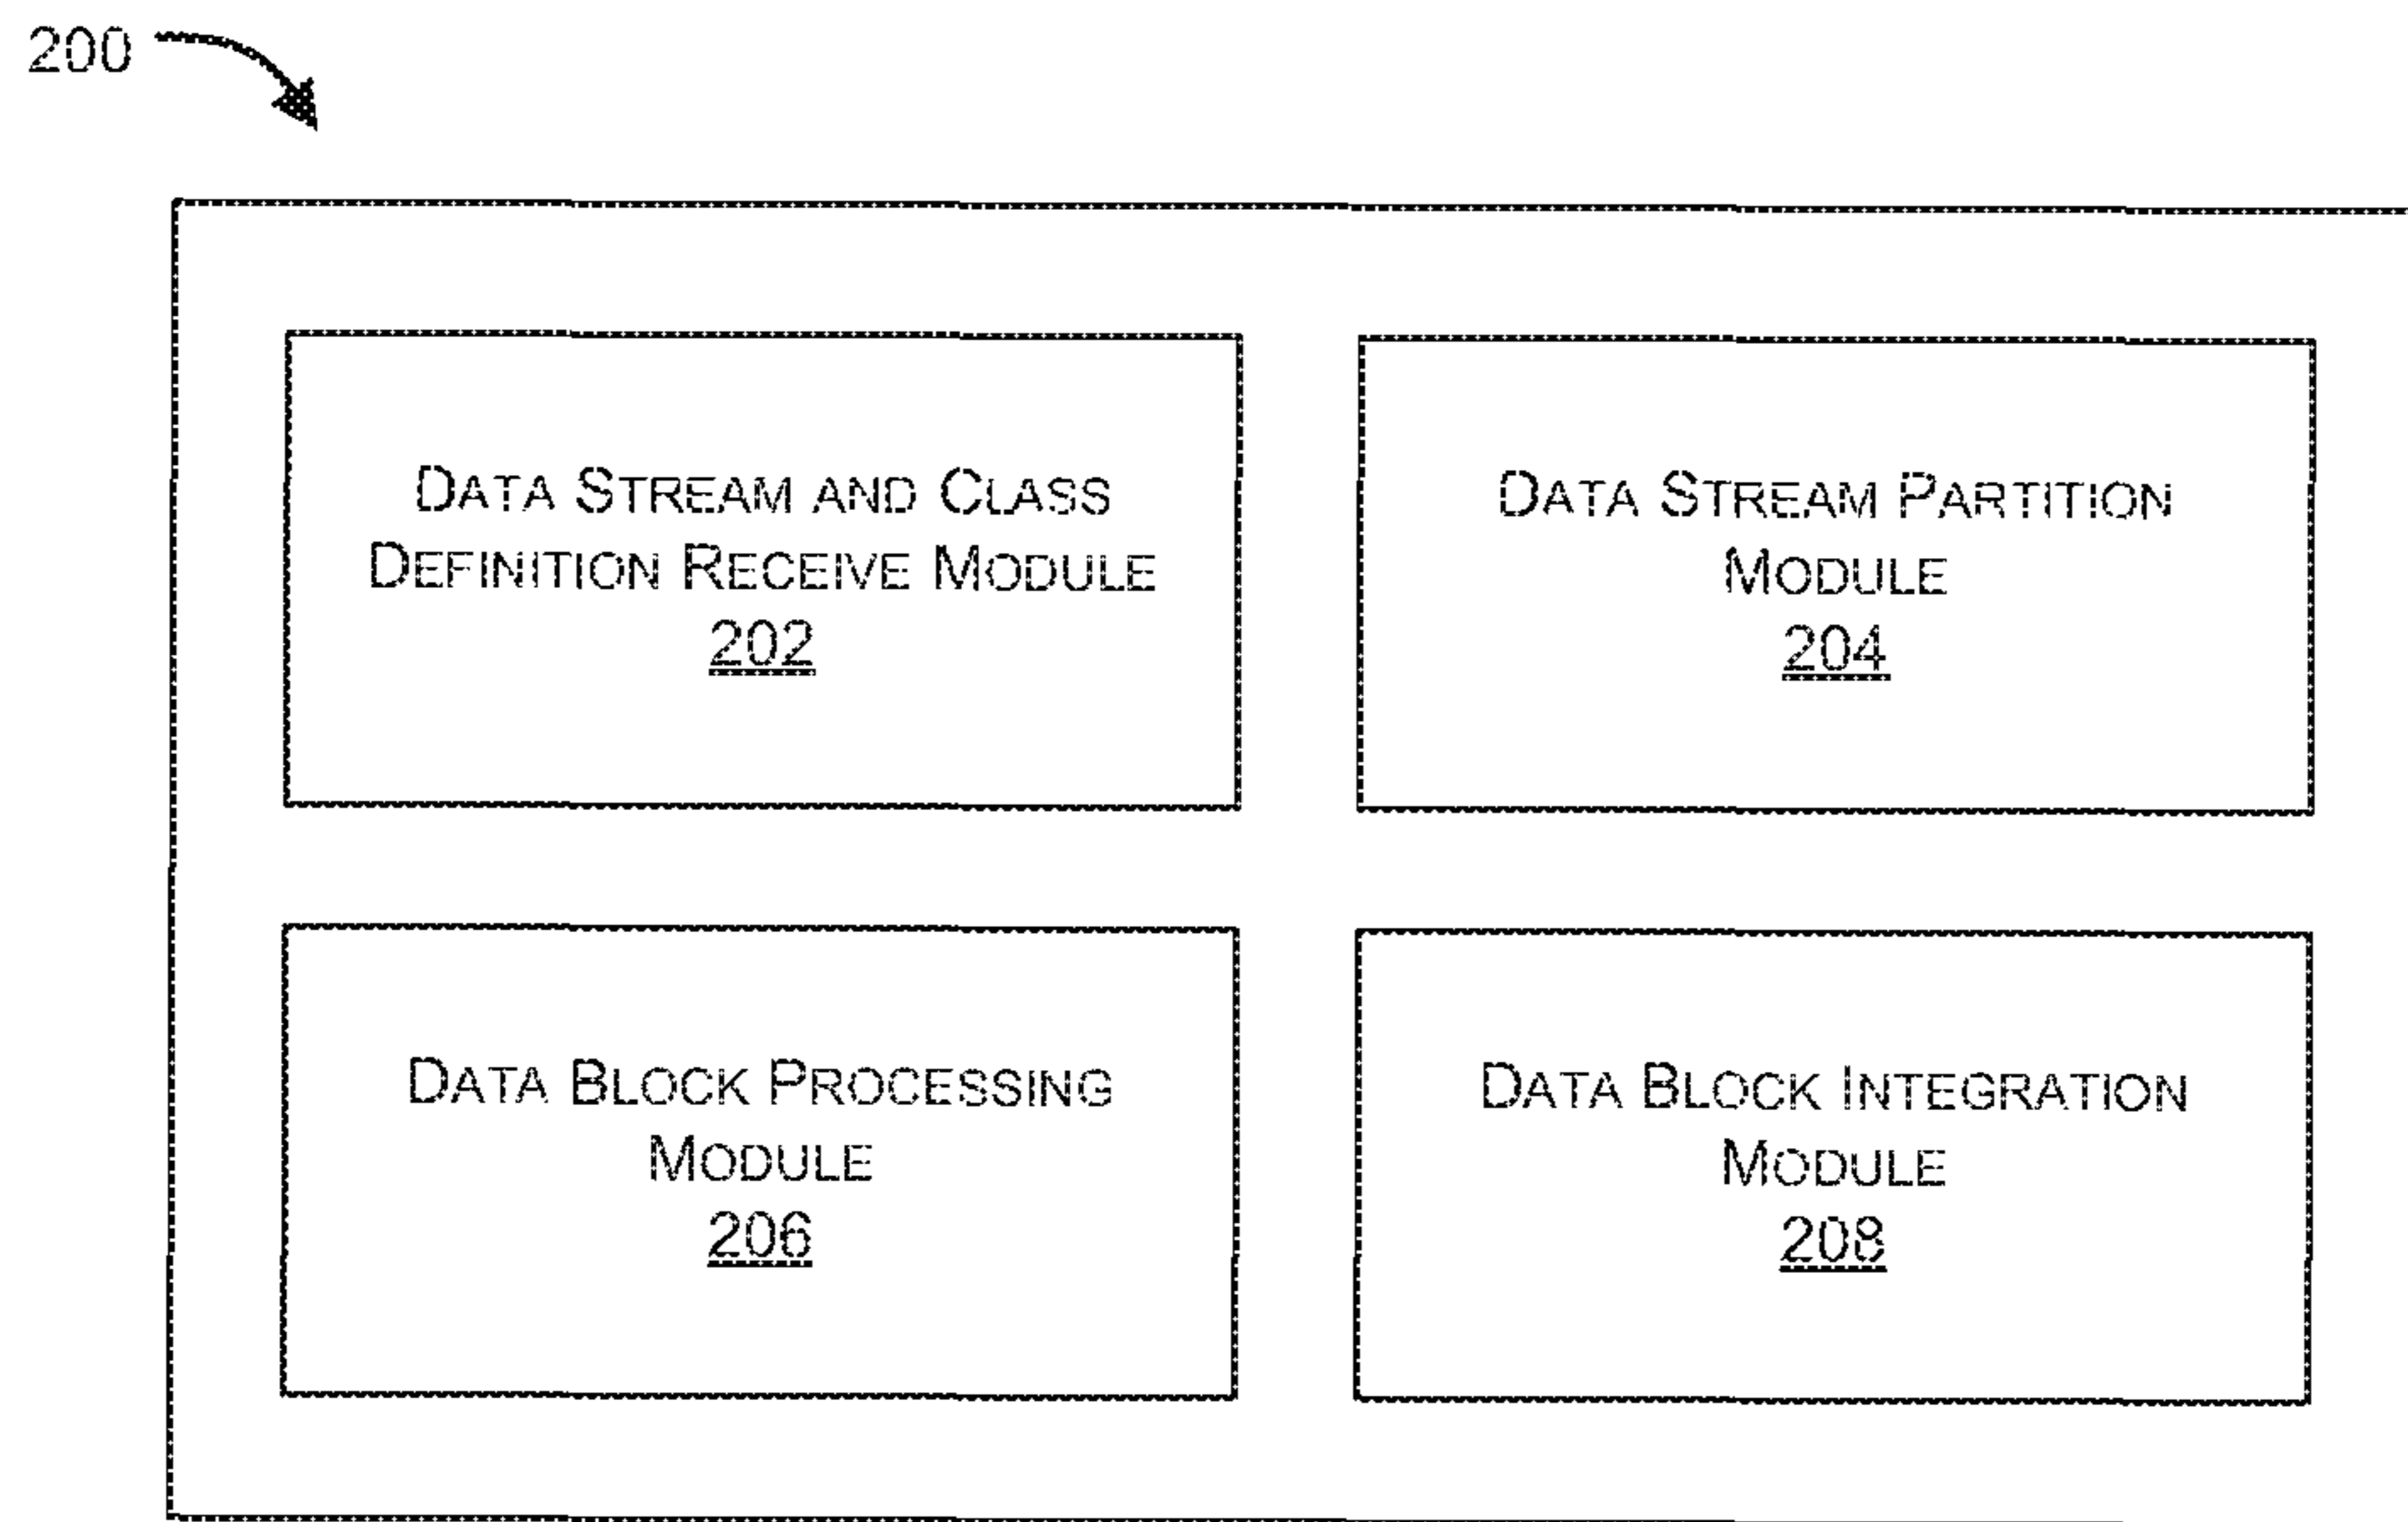 200
DATA STREAM AND CLASS
DEFINITION RECEIVE MODULE
202
DATA STREAM PARTITION
MODULE
204
DATA BLOCK PROCESSING
MODULE
206
DATA BLOCK INTEGRATION
MODULE
208